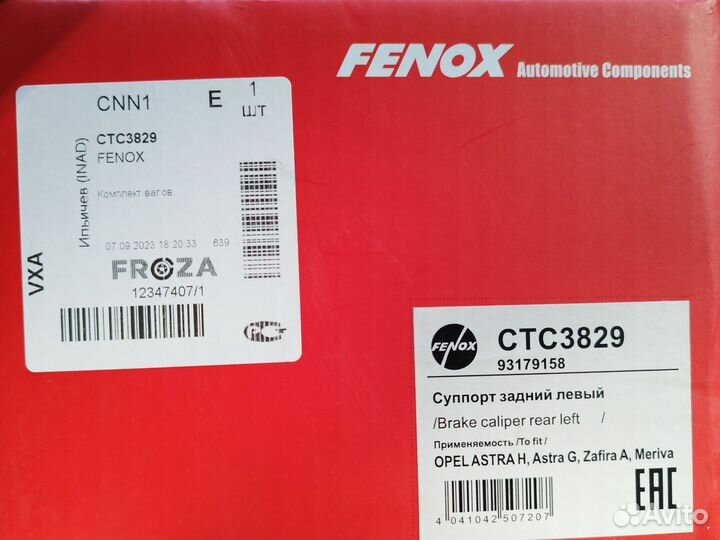 FENOX Automotive Components
CNN1 E 1
шт
CTC3829
FENOX
Ильичев (INAD)
Комплект валов
VXA
07.09.2023 18:20:33 639
FROZA
12347407/1
FENOX
CTC3829
93179158
Суппорт задний левый
/Brake caliper rear left /
Применяемость /To fit /
OPEL ASTRA H, Astra G, Zafira A, Meriva
EAC
4 041042 507207
Avito